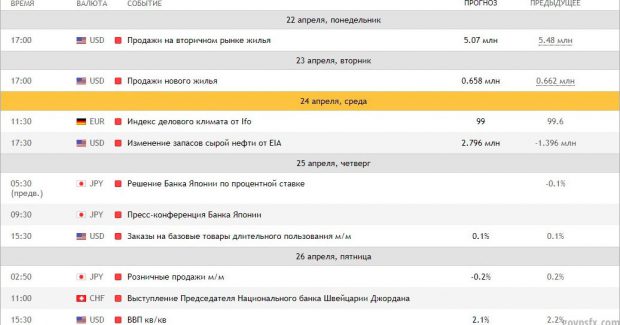 ВРЕМЯ ВАЛЮТА СОБЫТИЕ ПРОГНОЗ ПРЕДЫДУЩЕЕ
22 апреля, понедельник
17:00 USD Продажи на вторичном рынке жилья 5.07 млн 5.48 млн
23 апреля, вторник
17:00 USD Продажи нового жилья 0.658 млн 0.662 млн
24 апреля, среда
11:30 EUR Индекс делового климата от Ifo 99 99.6
17:30 USD Изменение запасов сырой нефти от EIA 2.796 млн -1.396 млн
25 апреля, четверг
05:30 JPY Решение Банка Японии по процентной ставке -0.1%
(предв.)
09:30 JPY Пресс-конференция Банка Японии
15:30 USD Заказы на базовые товары длительного пользования м/м 0.1% 0.1%
26 апреля, пятница
02:50 JPY Розничные продажи м/м -0.2% 0.2%
11:00 CHF Выступление Председателя Национального банка Швейцарии Джордана
15:30 USD ВВП кв/кв 2.1% 2.2%